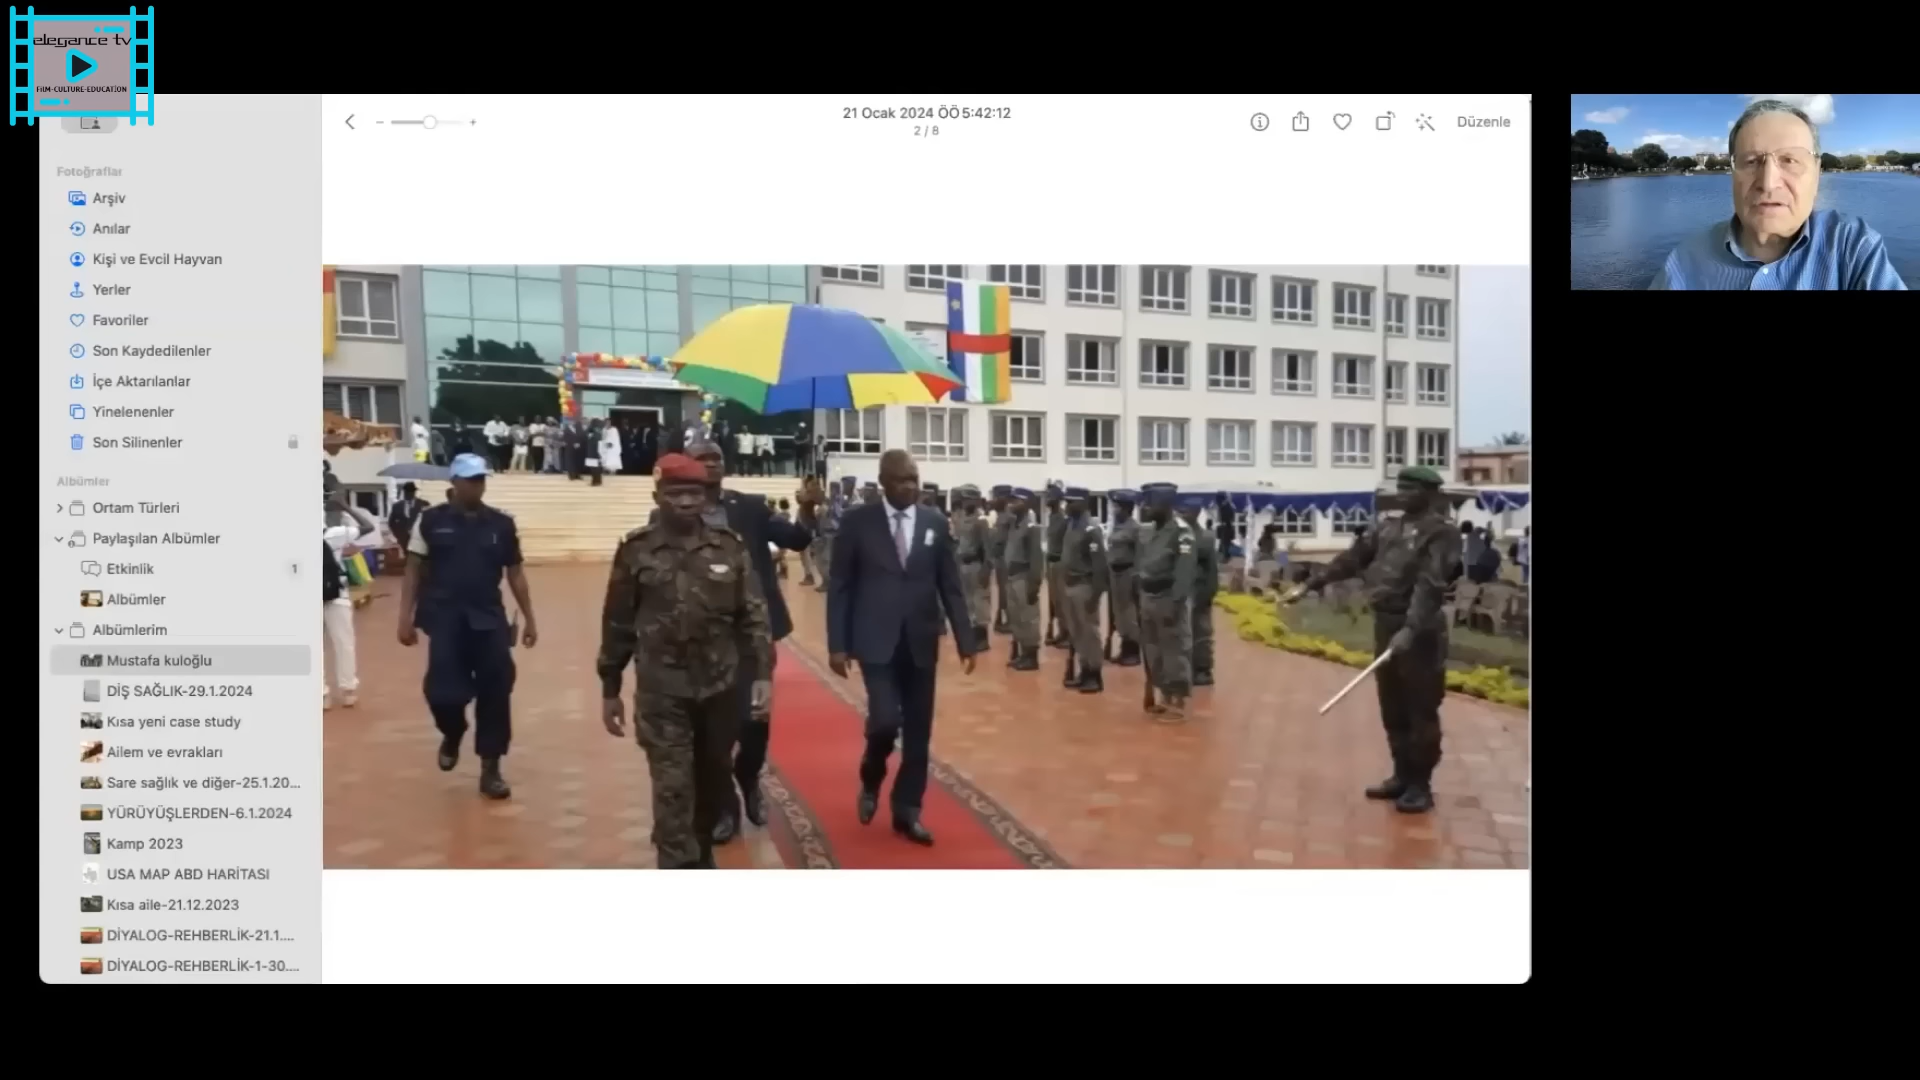 elegance tv
FILM-CULTURE-EDUCATION
21 Ocak 2024 ÖÖ 5:42:12
2 / 8
Düzenle
Fotoğraflar
Arşiv
Anılar
Kişi ve Evcil Hayvan
Yerler
Favoriler
Son Kaydedilenler
İçe Aktarılanlar
Yinelenenler
Son Silinenler
Albümler
Ortam Türleri
Paylaşılan Albümler
Etkinlik 1
Albümler
Albümlerim
Mustafa kuloğlu
DİŞ SAĞLIK-29.1.2024
Kısa yeni case study
Ailem ve evrakları
Sare sağlık ve diğer-25.1.20...
YÜRÜYÜŞLERDEN-6.1.2024
Kamp 2023
USA MAP ABD HARİTASI
Kısa aile-21.12.2023
DİYALOG-REHBERLİK-21.1....
DİYALOG-REHBERLİK-1-30....